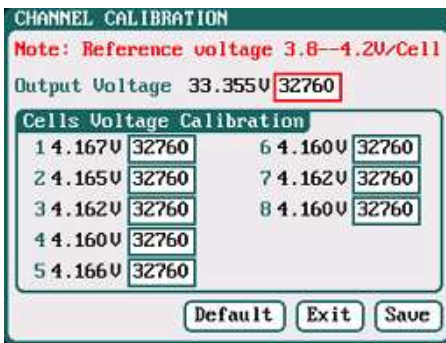 CHANNEL CALIBRATION
Note: Reference voltage 3.8--4.2V/Cell
Output Voltage 33.355V 32760
Cells Voltage Calibration
1 4.167V 32760 6 4.160V 32760
2 4.165V 32760 7 4.162V 32760
3 4.162V 32760 8 4.160V 32760
4 4.160V 32760
5 4.166V 32760
Default Exit Save